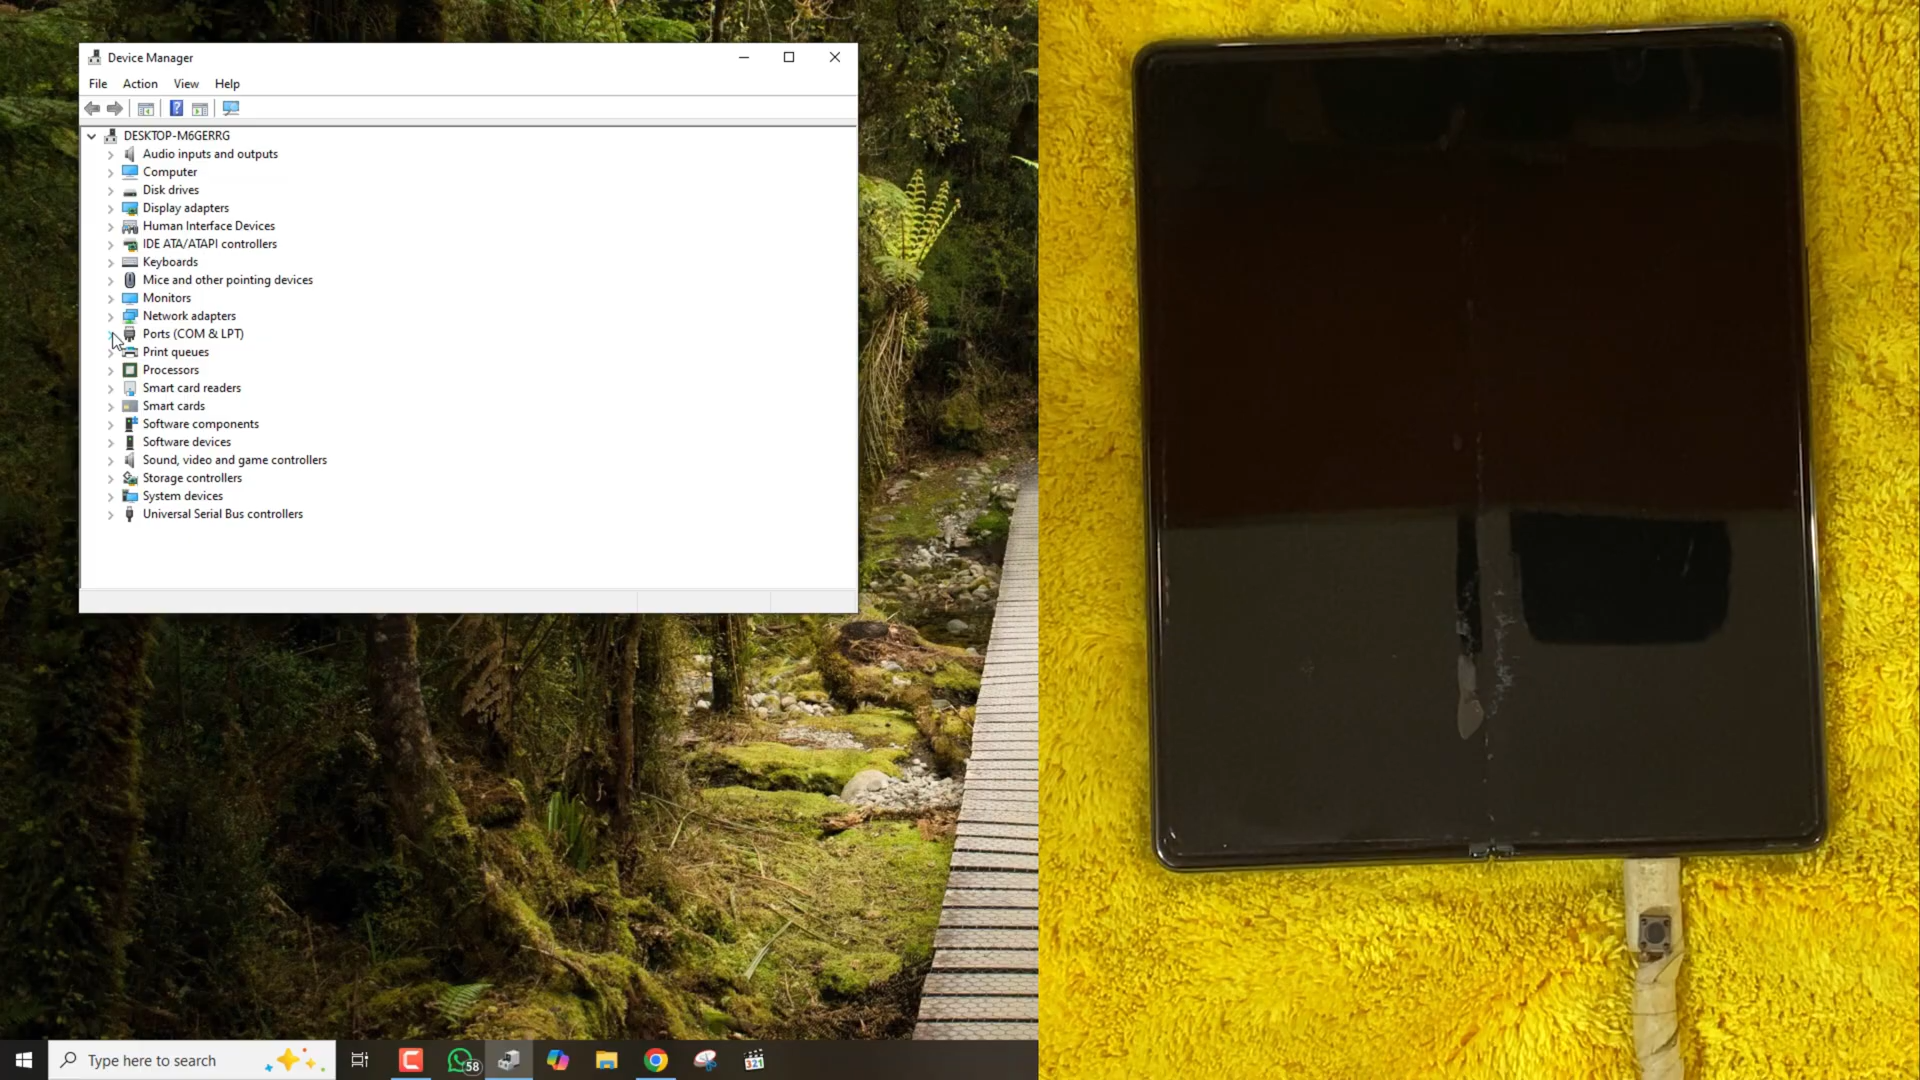 Device Manager
File Action View Help
DESKTOP-M6GERRG
Audio inputs and outputs
Computer
Disk drives
Display adapters
Human Interface Devices
IDE ATA/ATAPI controllers
Keyboards
Mice and other pointing devices
Monitors
Network adapters
Ports (COM & LPT)
Print queues
Processors
Smart card readers
Smart cards
Software components
Software devices
Sound, video and game controllers
Storage controllers
System devices
Universal Serial Bus controllers
Type here to search
58
321